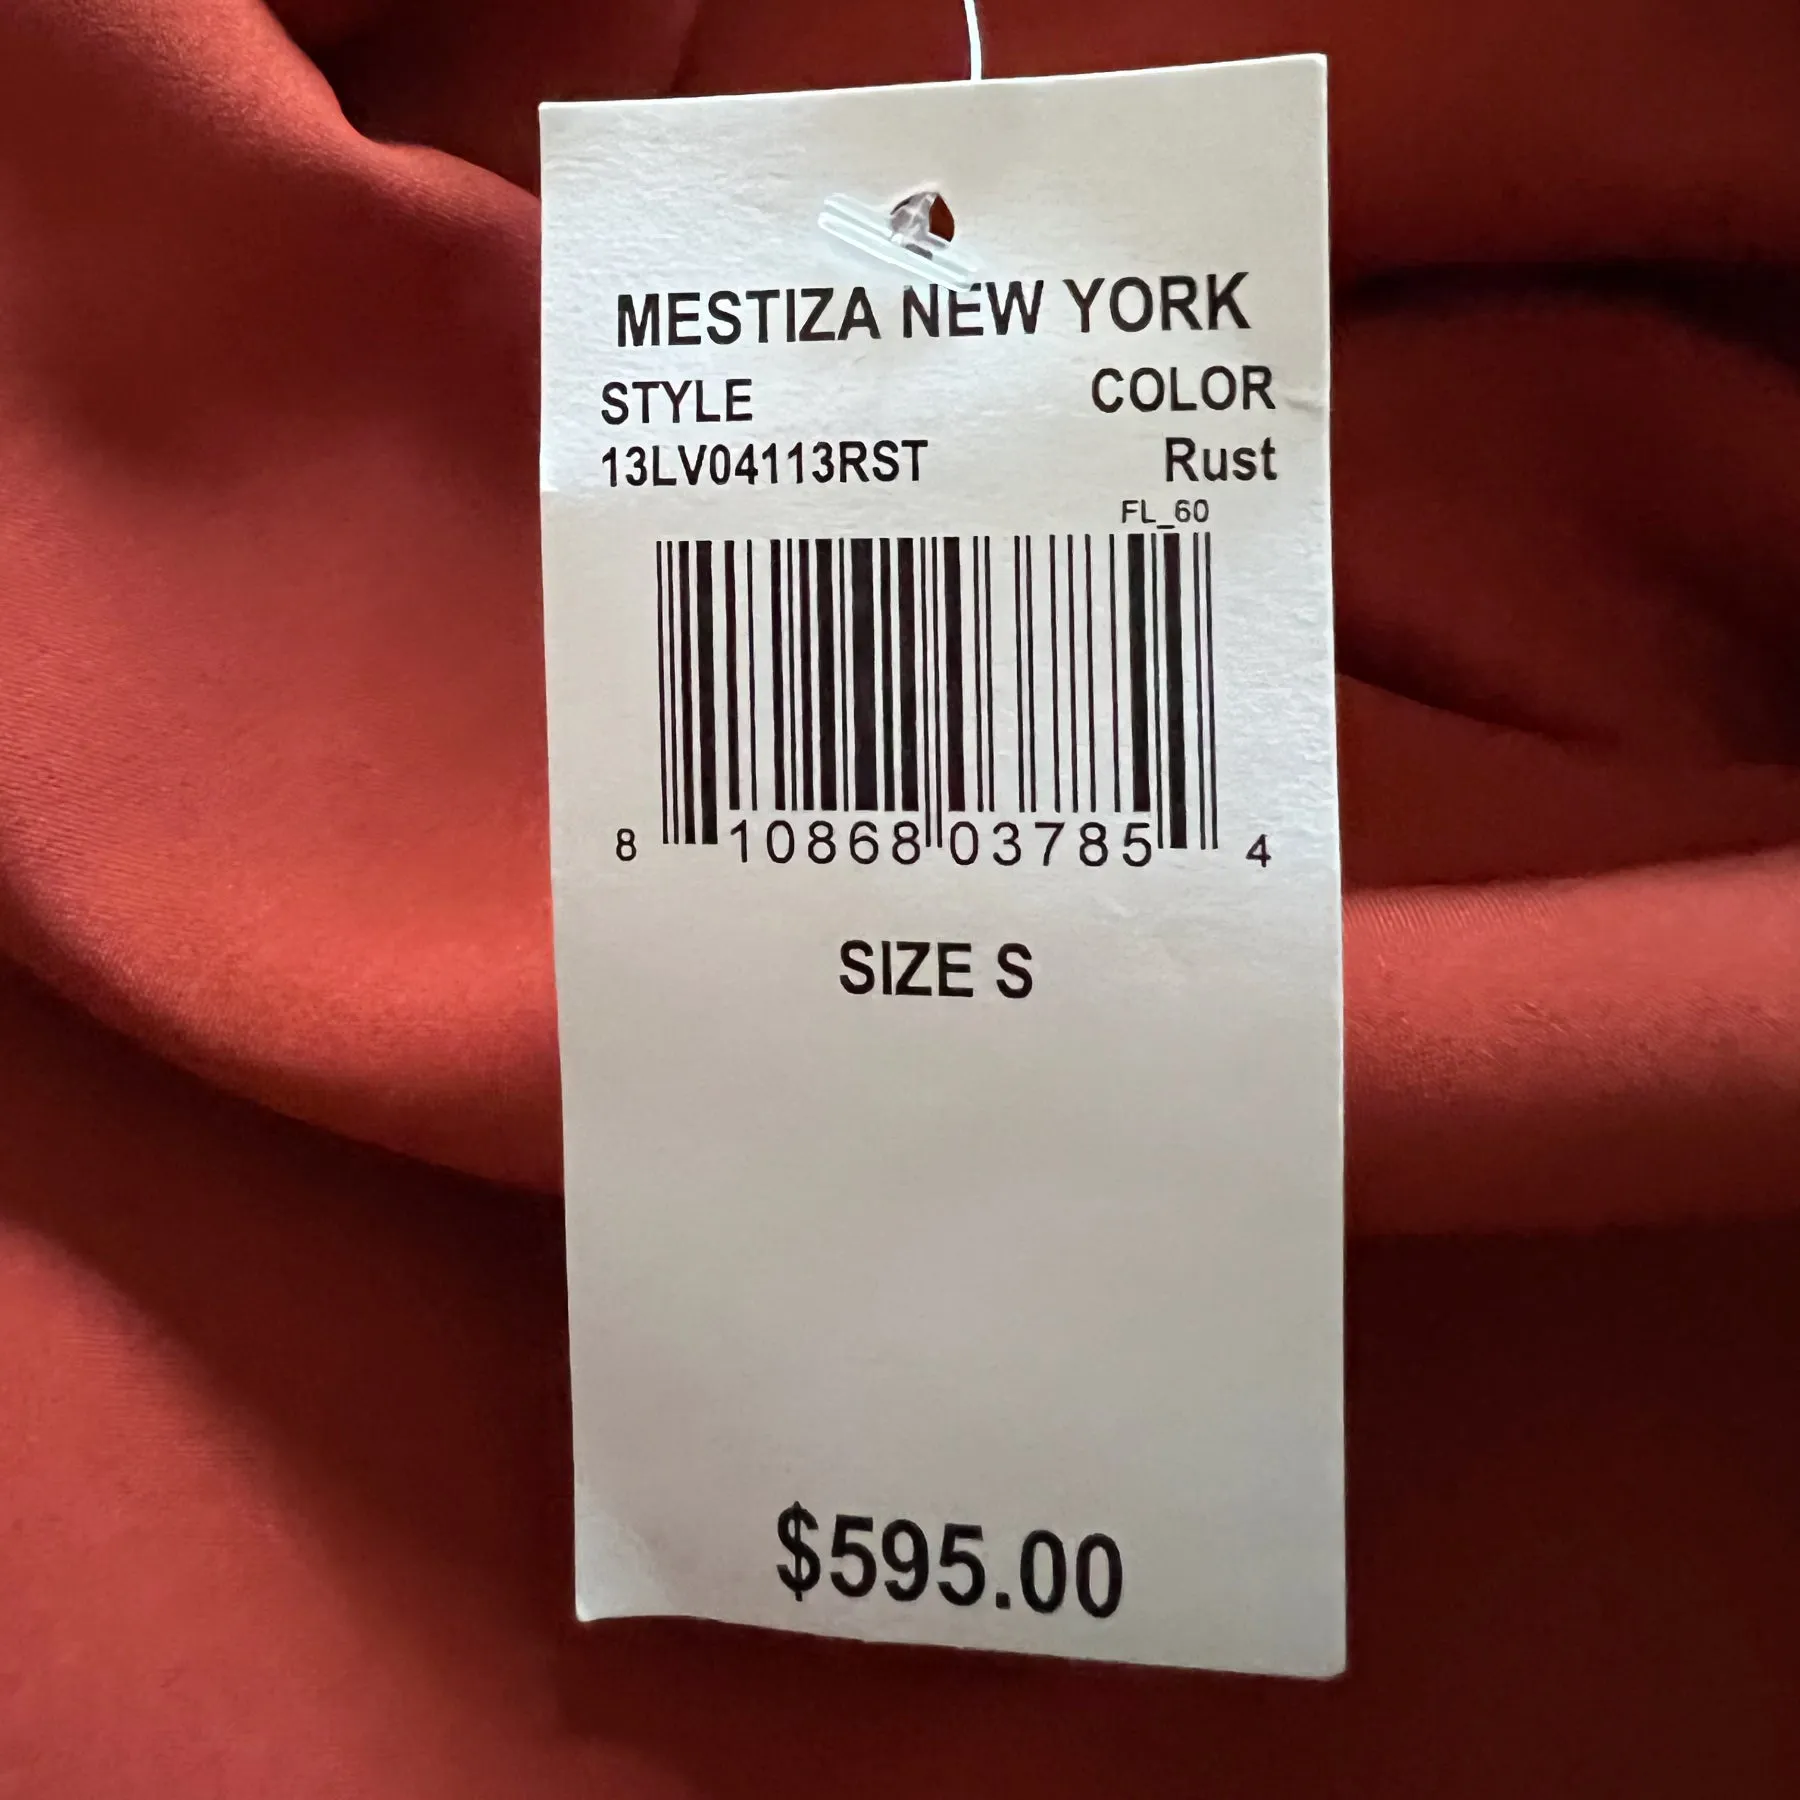 MESTIZA NEW YORK
STYLE COLOR
13LV04113RST Rust
FL_60
8 10868 03785 4
SIZE S
$595.00